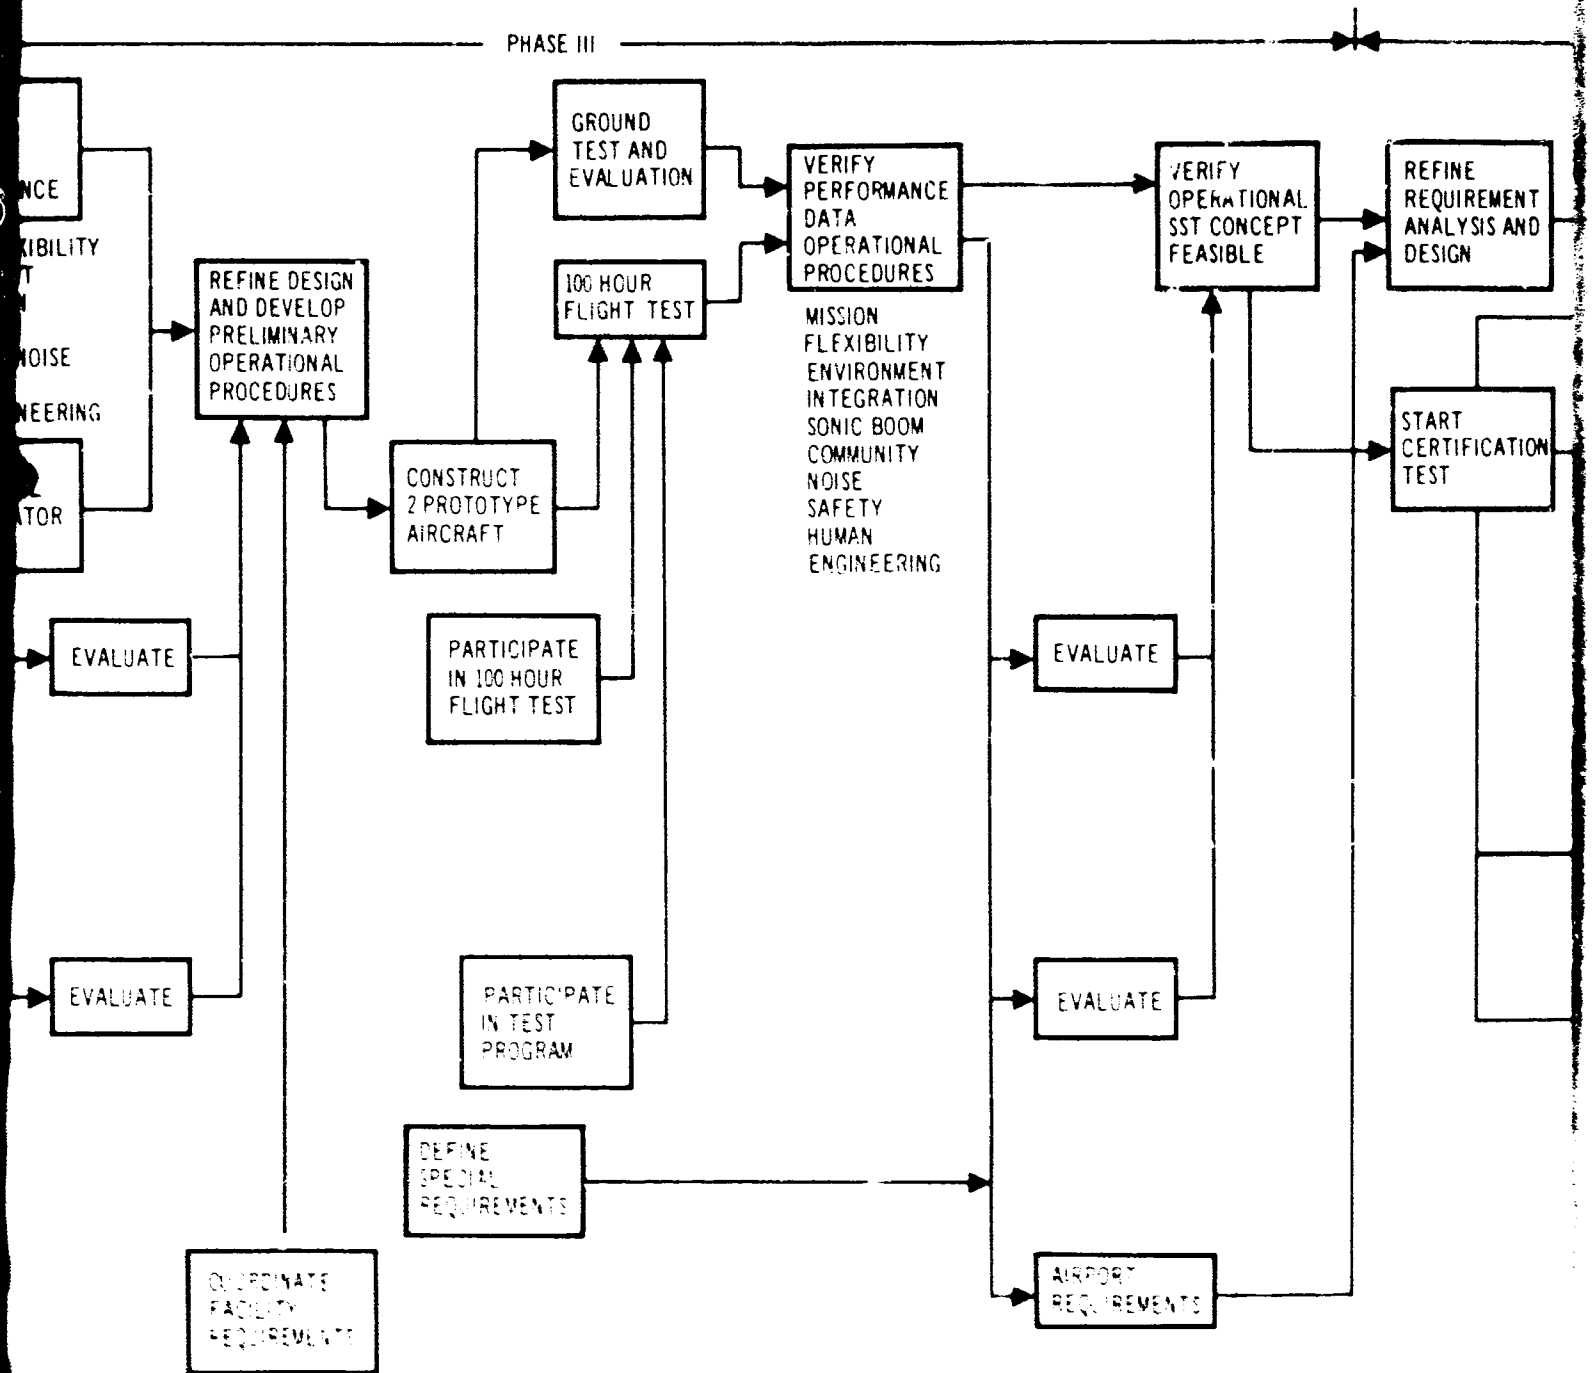 PHASE III
NCE
XIBILITY
T
N
NOISE
NEERING
L
ATOR
REFINE DESIGN
AND DEVELOP
PRELIMINARY
OPERATIONAL
PROCEDURES
EVALUATE
EVALUATE
COORDINATE
FACILITY
REQUIREMENTS
CONSTRUCT
2 PROTOTYPE
AIRCRAFT
GROUND
TEST AND
EVALUATION
100 HOUR
FLIGHT TEST
PARTICIPATE
IN 100 HOUR
FLIGHT TEST
PARTICIPATE
IN TEST
PROGRAM
DEFINE
SPECIAL
REQUIREMENTS
VERIFY
PERFORMANCE
DATA
OPERATIONAL
PROCEDURES
MISSION
FLEXIBILITY
ENVIRONMENT
INTEGRATION
SONIC BOOM
COMMUNITY
NOISE
SAFETY
HUMAN
ENGINEERING
EVALUATE
EVALUATE
AIRPORT
REQUIREMENTS
VERIFY
OPERATIONAL
SST CONCEPT
FEASIBLE
REFINE
REQUIREMENT
ANALYSIS AND
DESIGN
START
CERTIFICATION
TEST